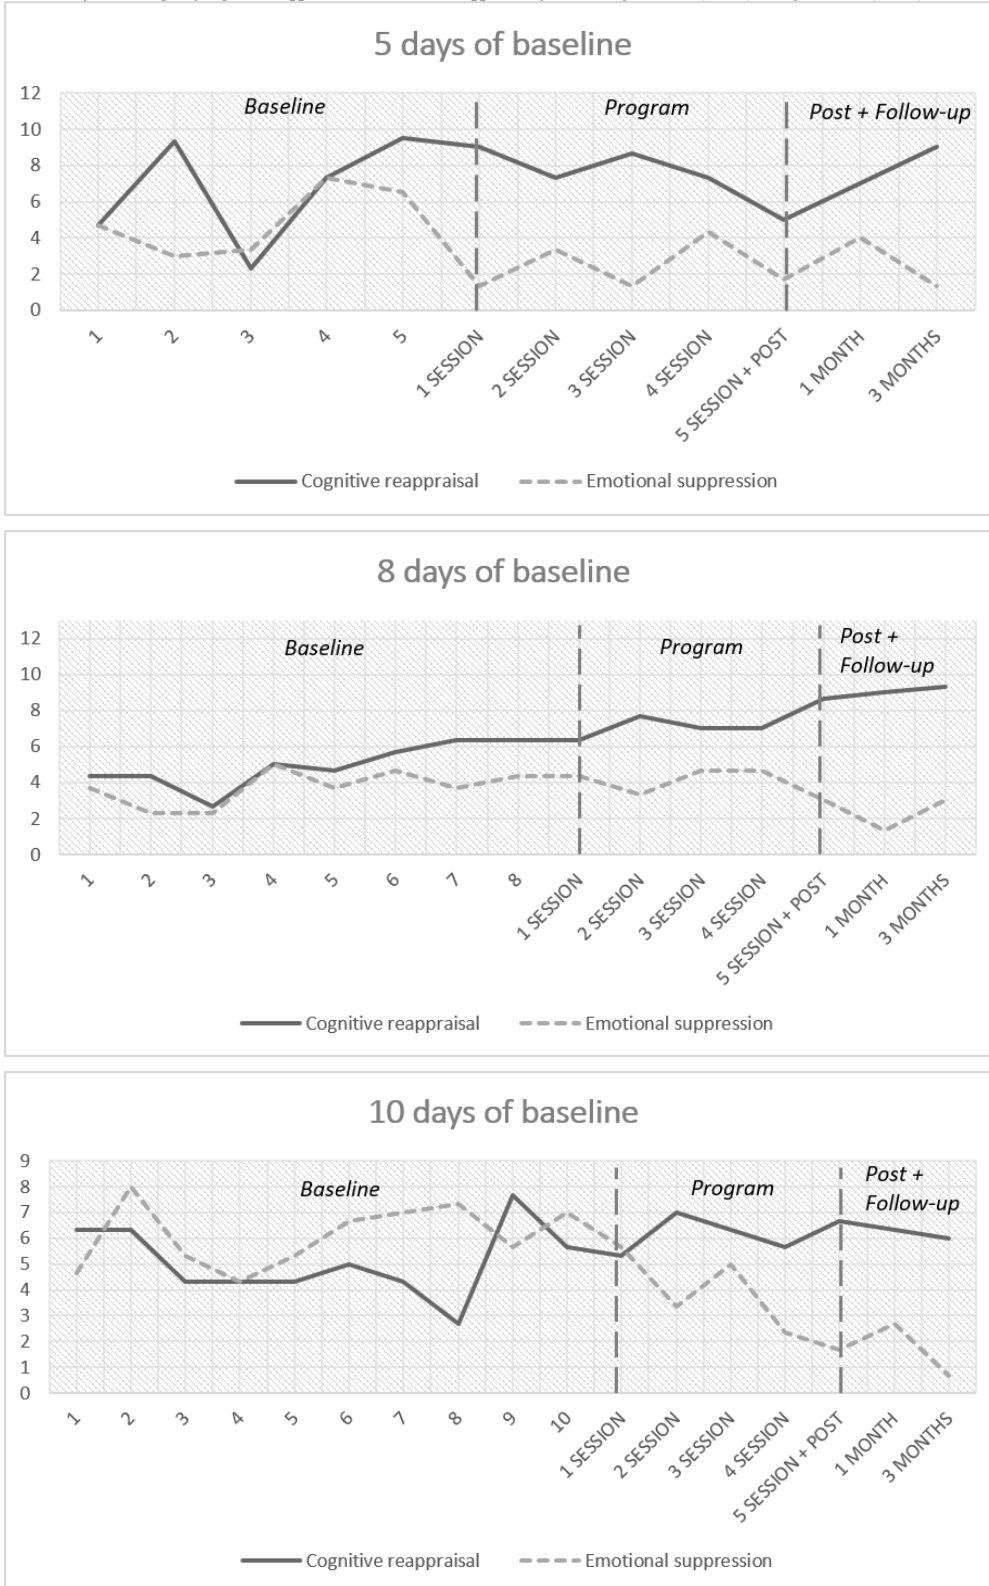 5 days of baseline
12
10
8
6
4
2
0
Baseline
Program
Post + Follow-up
1
2
3
4
5
1 SESSION
2 SESSION
3 SESSION
4 SESSION
5 SESSION + POST
1 MONTH
3 MONTHS
Cognitive reappraisal
Emotional suppression
8 days of baseline
12
10
8
6
4
2
0
Baseline
Program
Post +
Follow-up
1
2
3
4
5
6
7
8
1 SESSION
2 SESSION
3 SESSION
4 SESSION
5 SESSION + POST
1 MONTH
3 MONTHS
Cognitive reappraisal
Emotional suppression
10 days of baseline
9
8
7
6
5
4
3
2
1
0
Baseline
Program
Post +
Follow-up
1
2
3
4
5
6
7
8
9
10
1 SESSION
2 SESSION
3 SESSION
4 SESSION
5 SESSION + POST
1 MONTH
3 MONTHS
Cognitive reappraisal
Emotional suppression